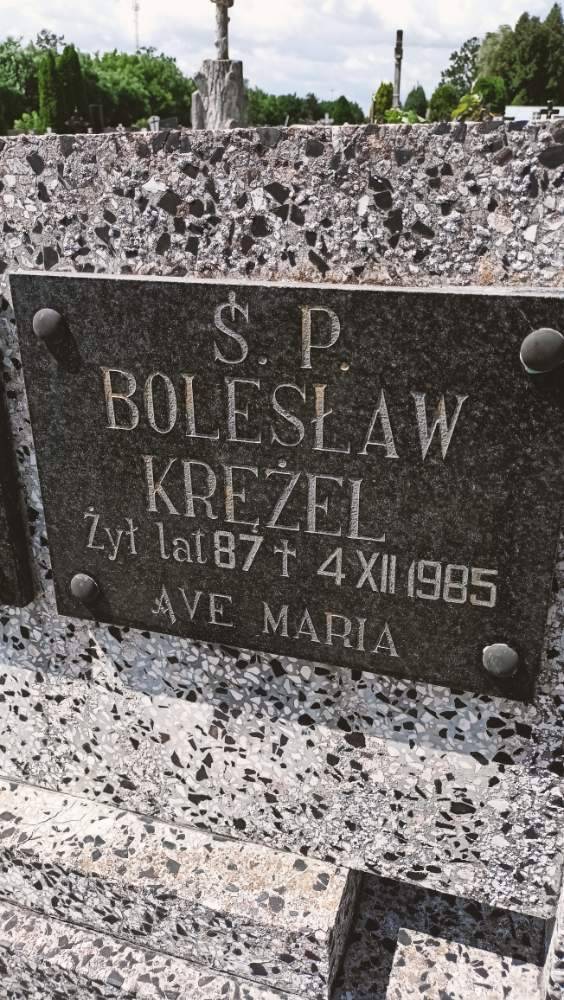 Ś. P.
BOLESŁAW
KRĘŻEL
Żył lat 87 † 4 XII 1985
AVE MARIA